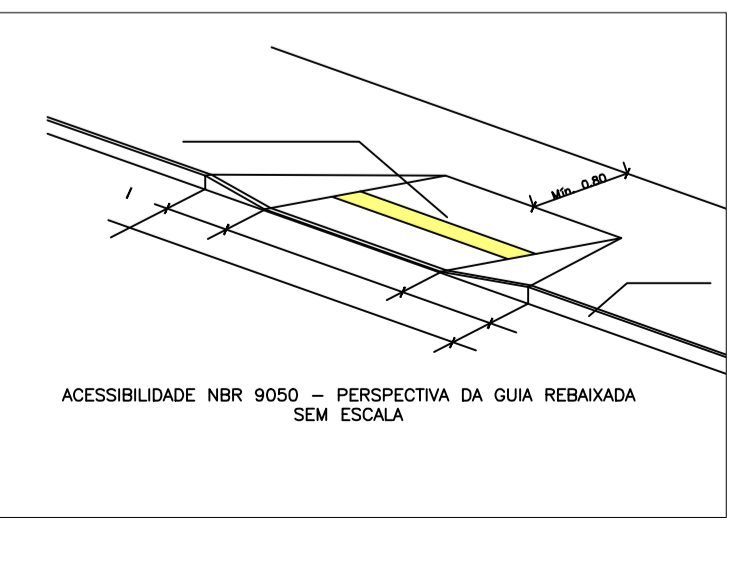 Mín. 0.80
ACESSIBILIDADE NBR 9050 – PERSPECTIVA DA GUIA REBAIXADA
SEM ESCALA